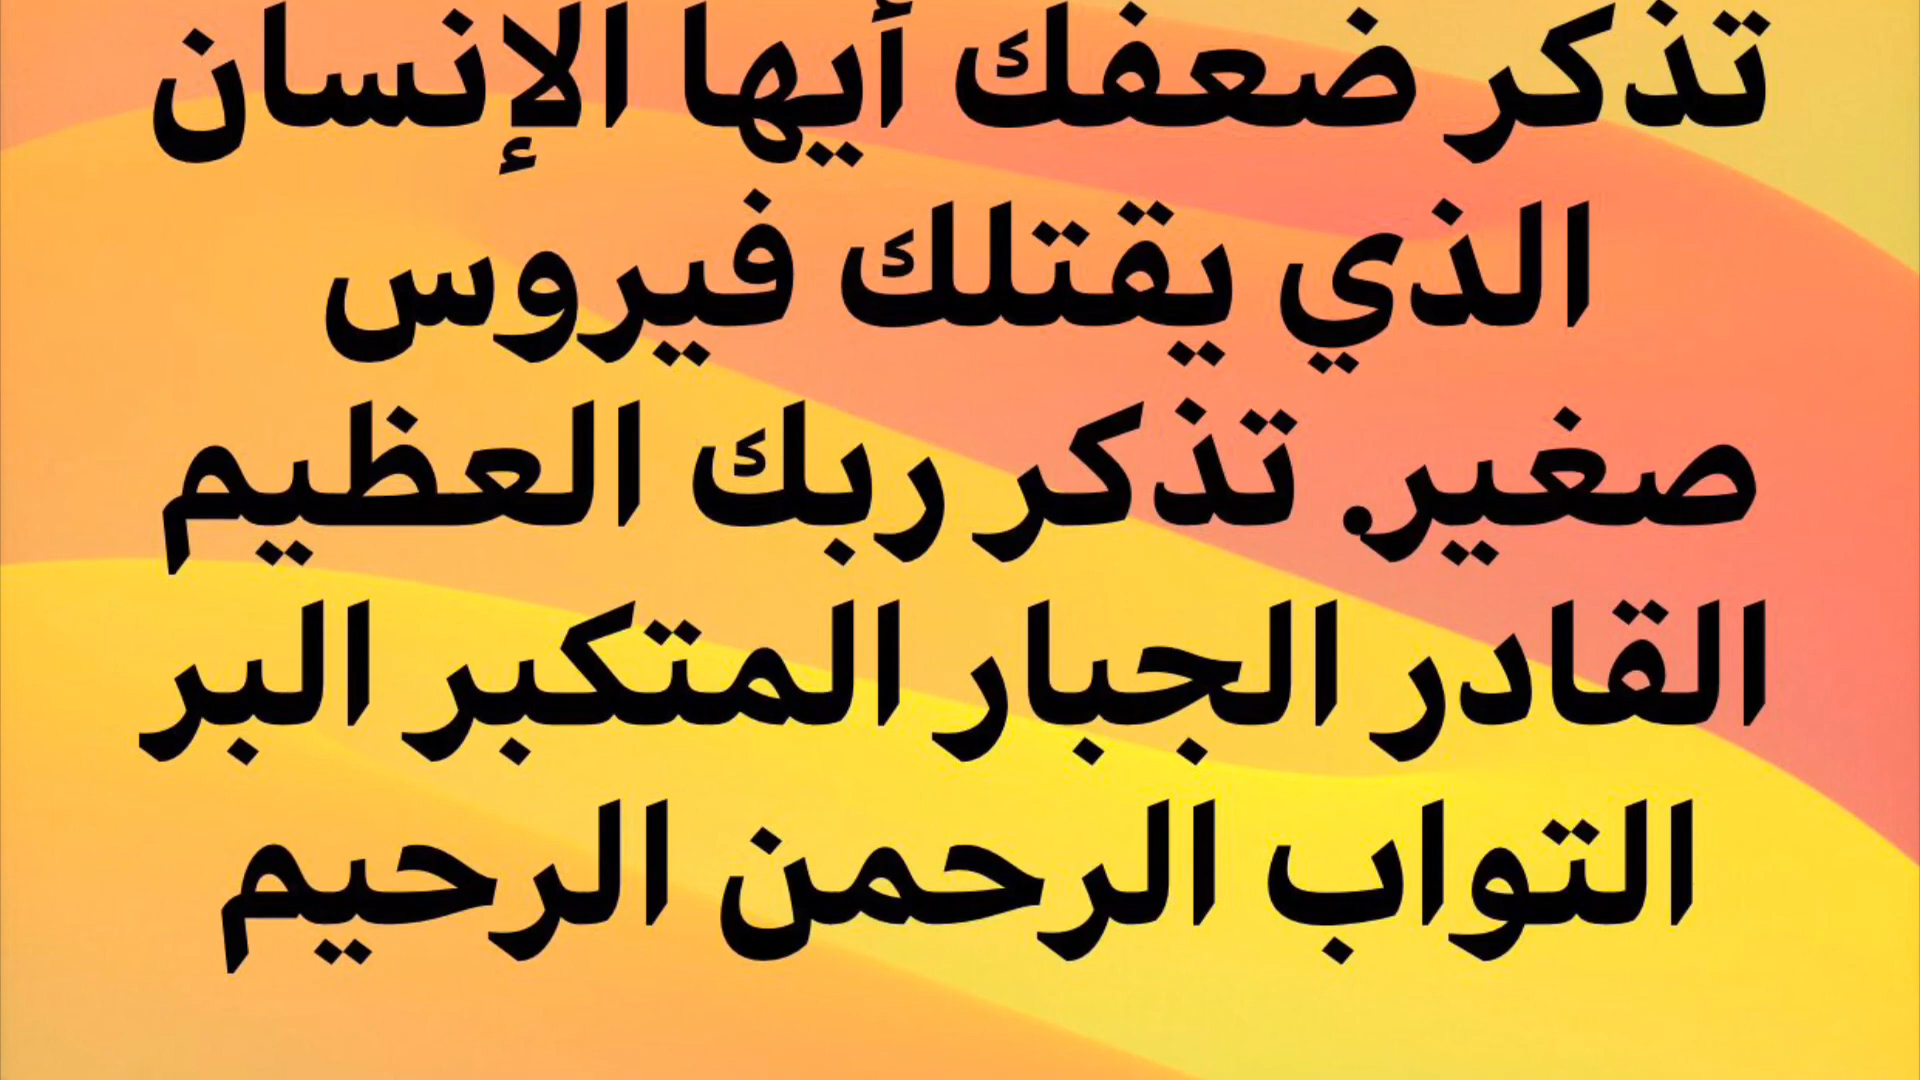 تذكر ضعفك أيها الإنسان
الذي يقتلك فيروس
صغير. تذكر ربك العظيم
القادر الجبار المتكبر البر
التواب الرحمن الرحيم